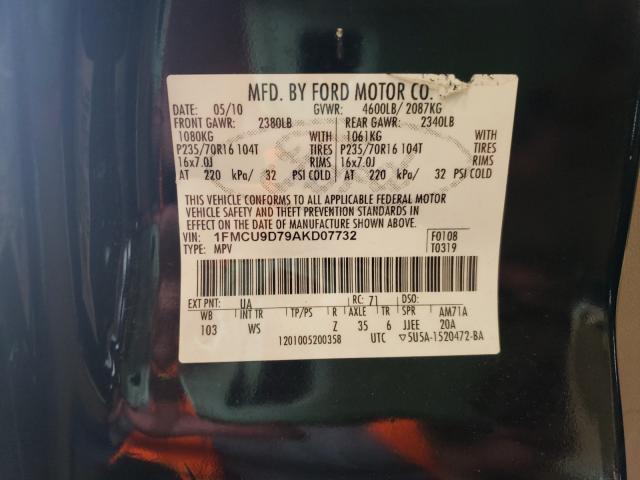 MFD. BY FORD MOTOR CO.
DATE: 05/10 GVWR: 4600LB/ 2087KG
FRONT GAWR: 2380LB REAR GAWR: 2340LB
1080KG WITH 1061KG WITH
P235/70R16 104T TIRES P235/70R16 104T TIRES
16x7.0J RIMS 16x7.0J RIMS
AT 220 kPa/ 32 PSI COLD AT 220 kPa/ 32 PSI COLD
THIS VEHICLE CONFORMS TO ALL APPLICABLE FEDERAL MOTOR
VEHICLE SAFETY AND THEFT PREVENTION STANDARDS IN
EFFECT ON THE DATE OF MANUFACTURE SHOWN ABOVE.
VIN: 1FMCU9D79AKD07732 F0108
TYPE: MPV T0319
EXT PNT: UA RC: 71 DSO:
WB INT TR TP/PS R AXLE TR SPR AM71A
103 WS Z 35 6 JJEE 20A
1201005200358 UTC 5U5A-1520472-BA
Ford